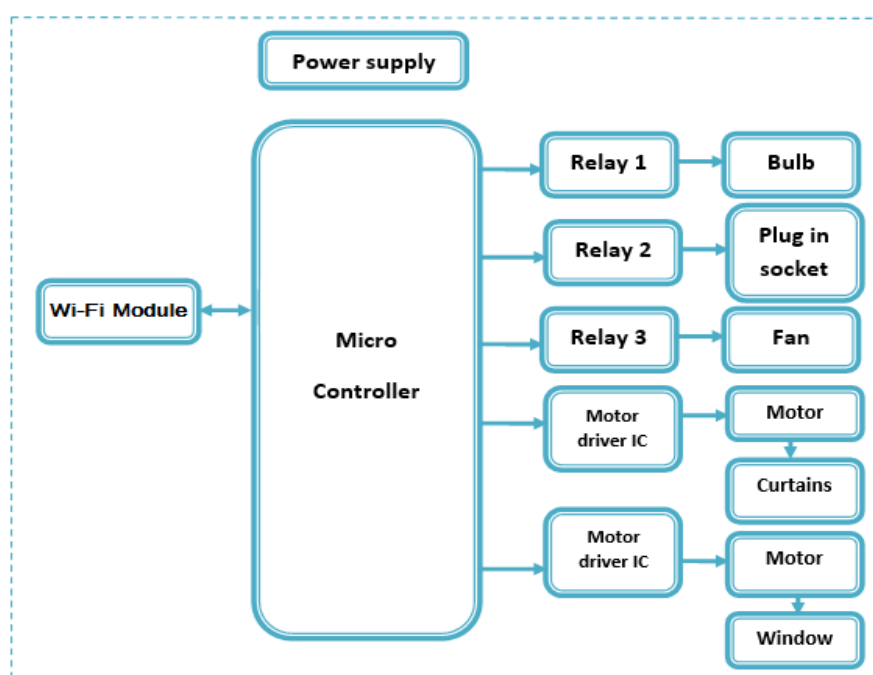 Power supply
Relay 1
Bulb
Relay 2
Plug in
socket
Wi-Fi Module
Micro
Controller
Relay 3
Fan
Motor
driver IC
Motor
Curtains
Motor
driver IC
Motor
Window